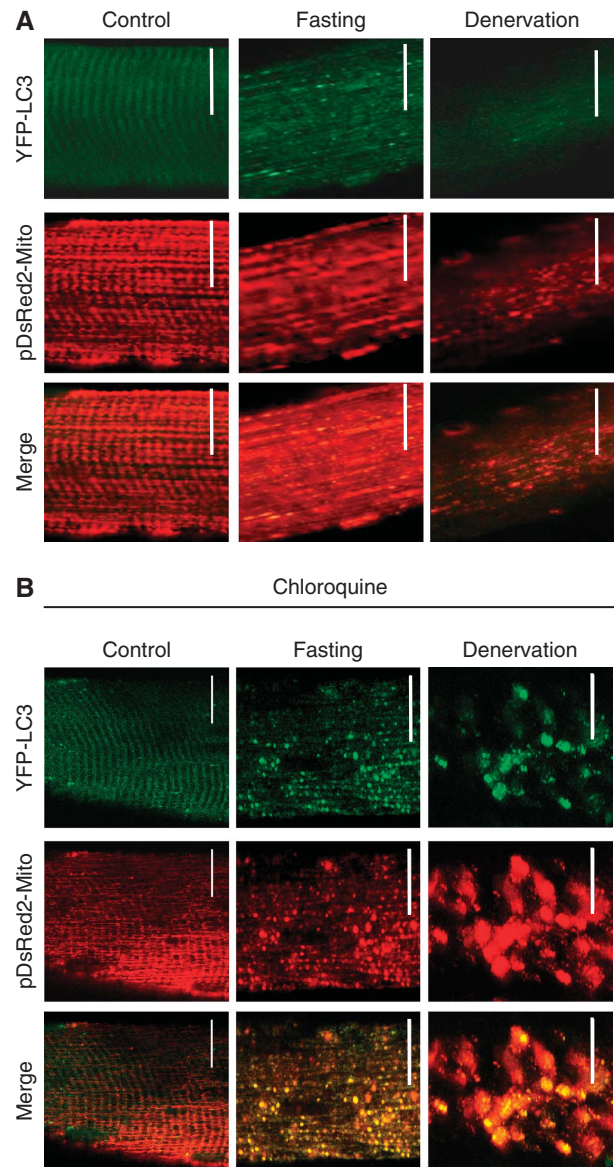 A
Control Fasting Denervation
YFP-LC3
pDsRed2-Mito
Merge
B
Chloroquine
Control Fasting Denervation
YFP-LC3
pDsRed2-Mito
Merge